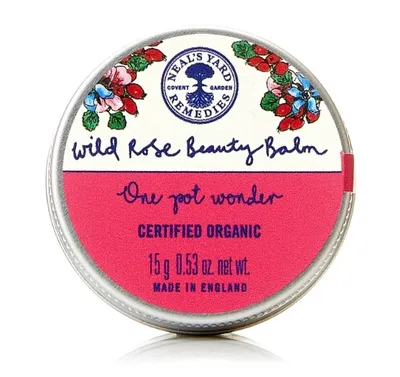 NEAL'S YARD
COVENT GARDEN
REMEDIES
Wild Rose Beauty Balm
One pot wonder
CERTIFIED ORGANIC
15 g 0.53 oz. net wt.
MADE IN ENGLAND